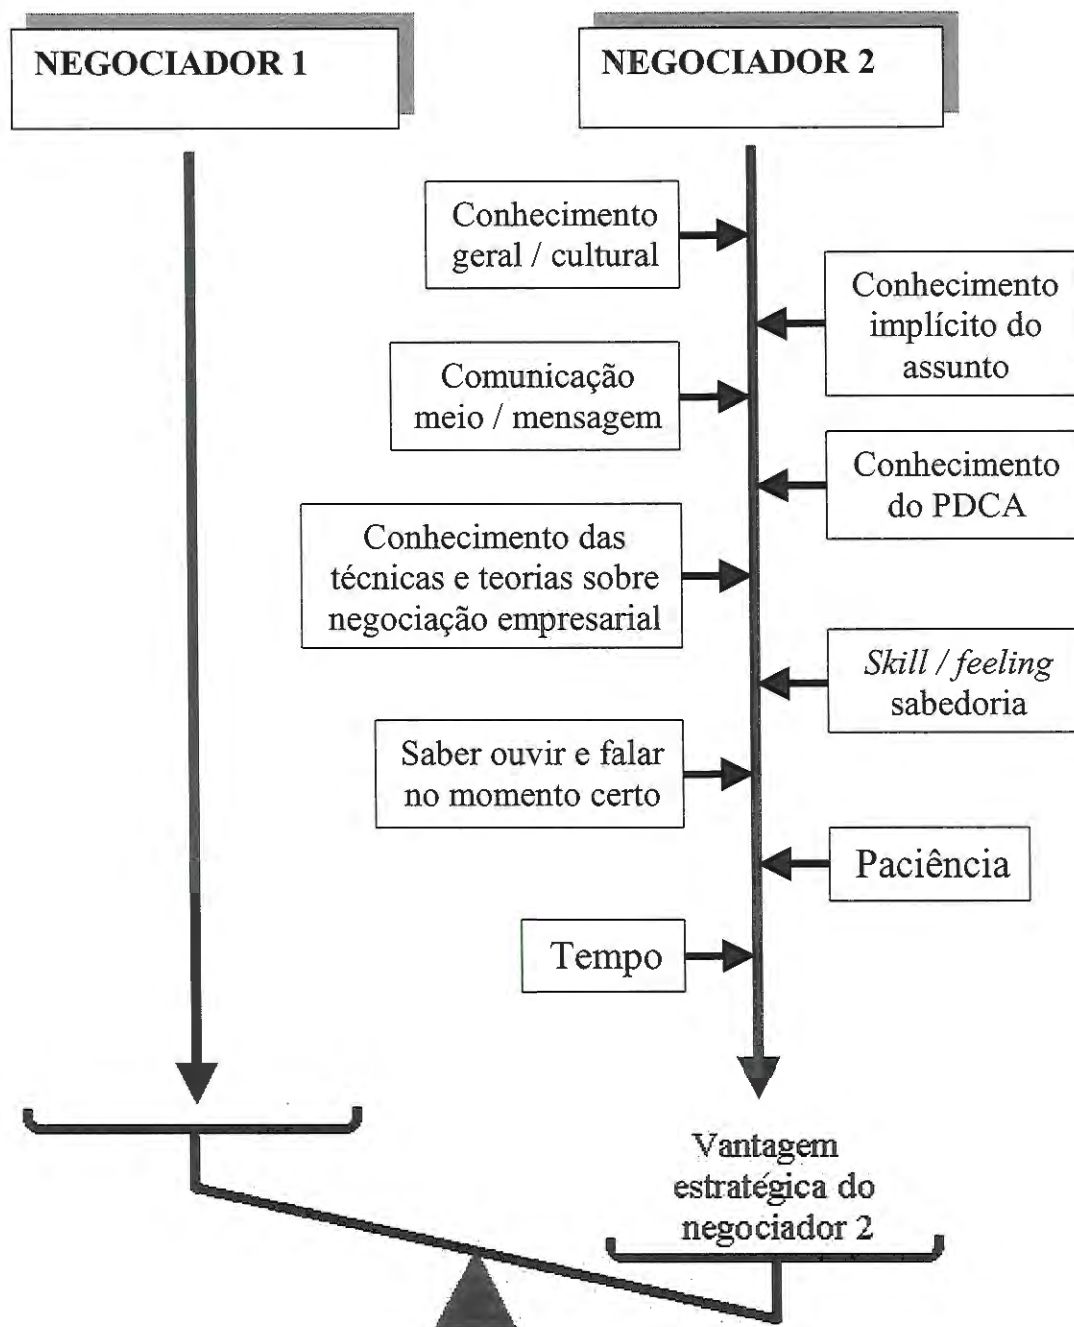 NEGOCIADOR 1
NEGOCIADOR 2
Conhecimento
geral / cultural
Conhecimento
implícito do
assunto
Comunicação
meio / mensagem
Conhecimento
do PDCA
Conhecimento das
técnicas e teorias sobre
negociação empresarial
Skill / feeling
sabedoria
Saber ouvir e falar
no momento certo
Paciência
Tempo
Vantagem
estratégica do
negociador 2